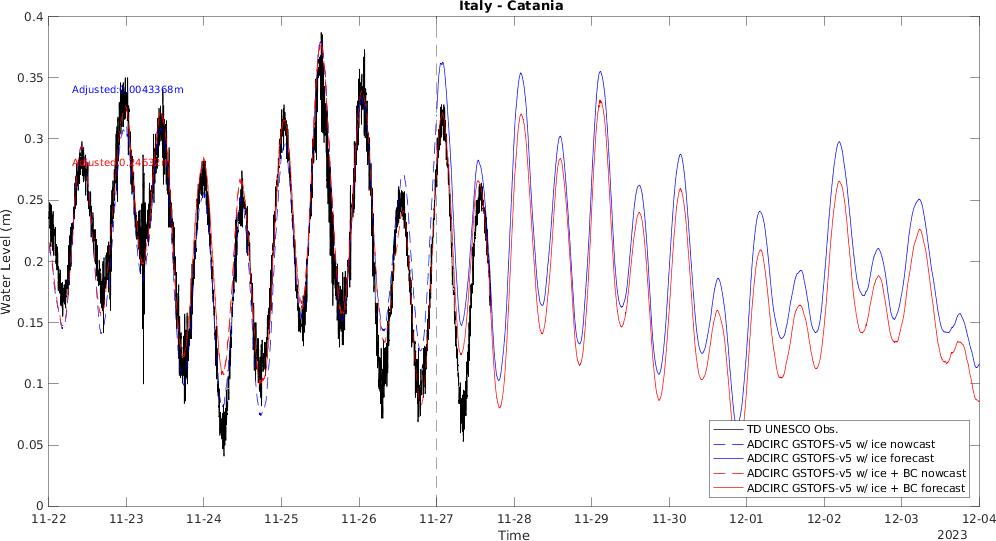 Italy - Catania
0.4
0.35
0.3
0.25
0.2
0.15
0.1
0.05
0
Water Level (m)
Adjusted:0.0043368m
TD UNESCO Obs.
ADCIRC GSTOFS-v5 w/ ice nowcast
ADCIRC GSTOFS-v5 w/ ice forecast
ADCIRC GSTOFS-v5 w/ ice + BC nowcast
ADCIRC GSTOFS-v5 w/ ice + BC forecast
11-22
11-23
11-24
11-25
11-26
11-27
11-28
11-29
11-30
12-01
12-02
12-03
12-04
Time
2023